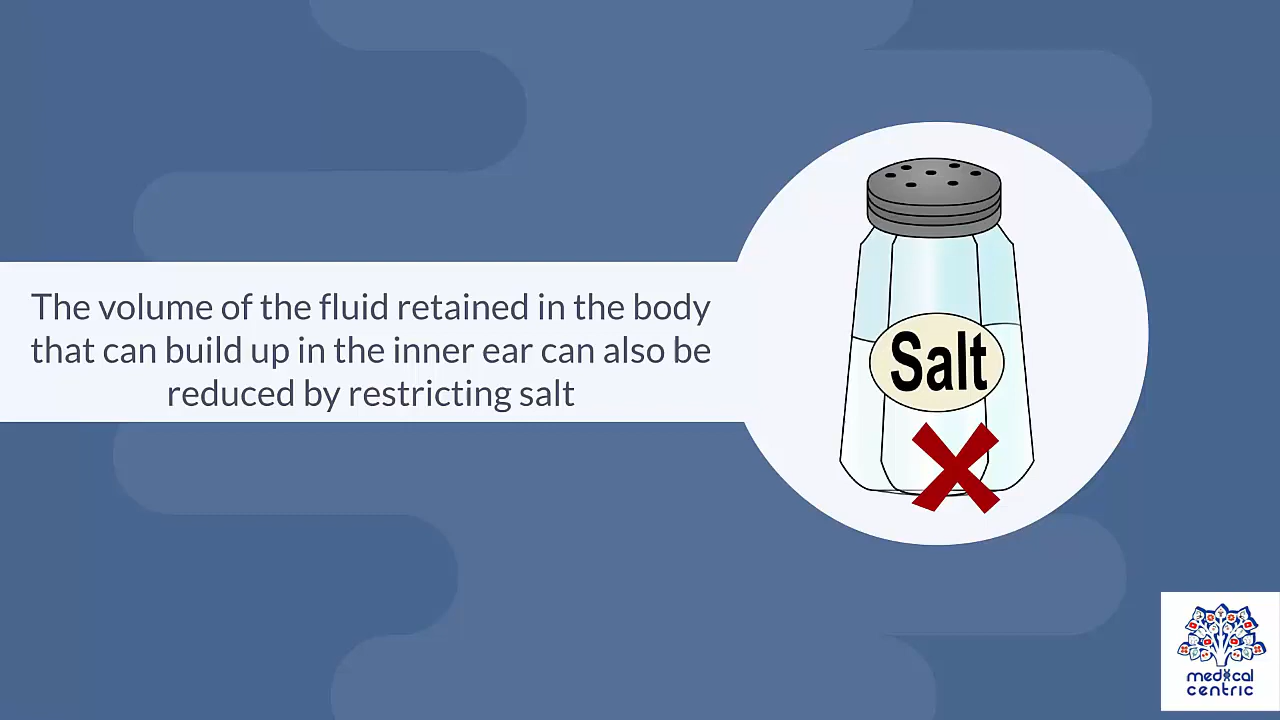 The volume of the fluid retained in the body
that can build up in the inner ear can also be
reduced by restricting salt
Salt
medical
centric